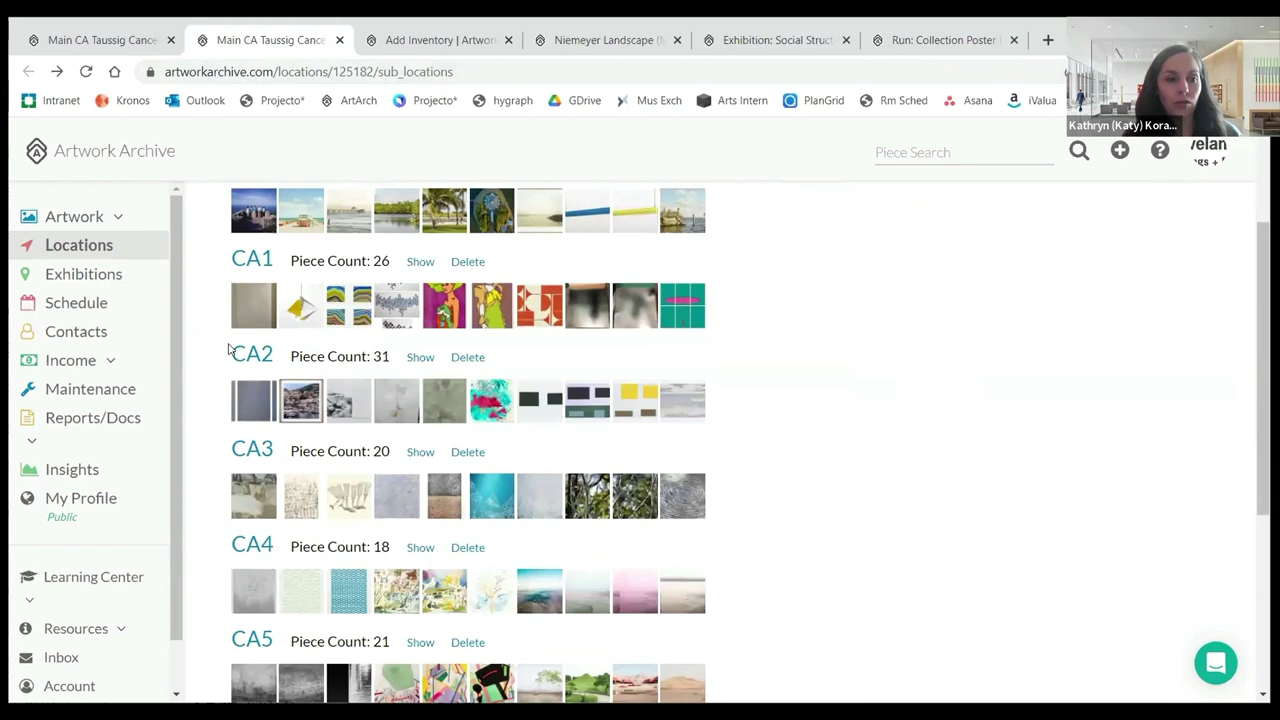 Main CA Taussig Cance
Main CA Taussig Cance
Add Inventory | Artwor
Niemeyer Landscape (
Exhibition: Social Struct
Run: Collection Poster
artworkarchive.com/locations/125182/sub_locations
Intranet Kronos Outlook Projecto* ArtArch Projecto* hygraph GDrive Mus Exch Arts Intern PlanGrid Rm Sched Asana iValua
Kathryn (Katy) Kora...
Artwork Archive
Piece Search
velan
Artwork
Locations
Exhibitions
Schedule
Contacts
Income
Maintenance
Reports/Docs
Insights
My Profile
Public
Learning Center
Resources
Inbox
Account
CA1 Piece Count: 26 Show Delete
CA2 Piece Count: 31 Show Delete
CA3 Piece Count: 20 Show Delete
CA4 Piece Count: 18 Show Delete
CA5 Piece Count: 21 Show Delete